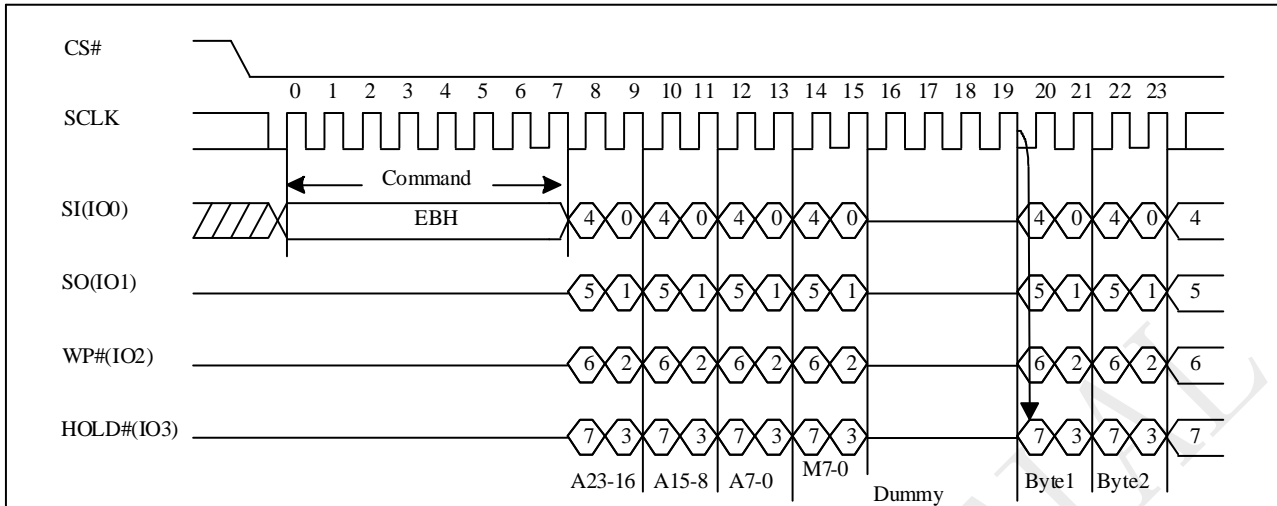 CS#
0 1 2 3 4 5 6 7 8 9 10 11 12 13 14 15 16 17 18 19 20 21 22 23
SCLK
Command
SI(IO0) EBH 4 0 4 0 4 0 4 0 4 0 4 0 4
SO(IO1) 5 1 5 1 5 1 5 1 5 1 5 1 5
WP#(IO2) 6 2 6 2 6 2 6 2 6 2 6 2 6
HOLD#(IO3) 7 3 7 3 7 3 7 3 7 3 7 3 7
A23-16 A15-8 A7-0 M7-0 Dummy Byte1 Byte2